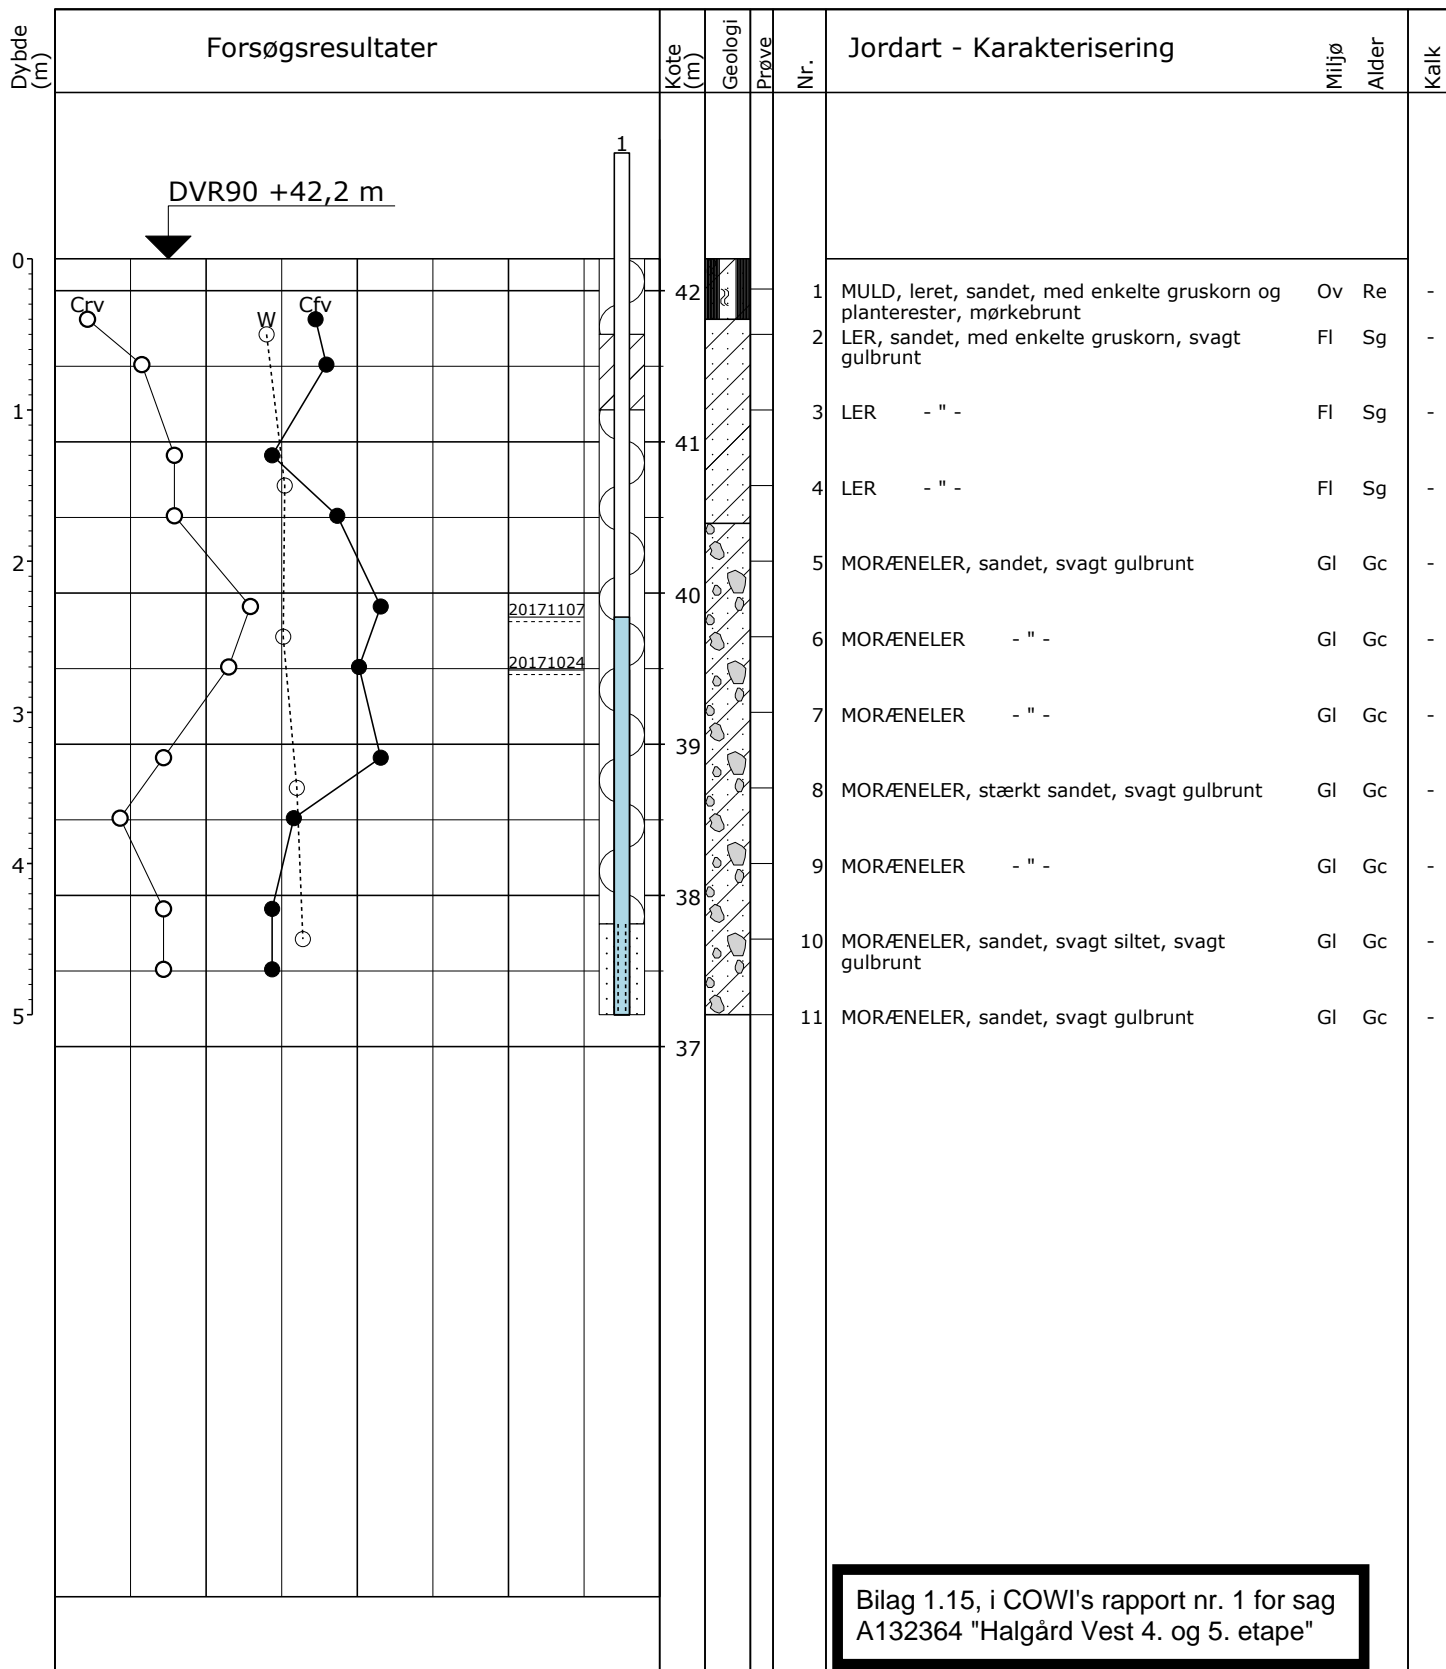 Dybde
(m)
Forsøgsresultater
Kote
(m)
Geologi
Prøve
Nr.
Jordart - Karakterisering
Miljø
Alder
Kalk
1
DVR90 +42,2 m
0
Crv
W
Cfv
42
1 MULD, leret, sandet, med enkelte gruskorn og Ov Re -
planterester, mørkebrunt
2 LER, sandet, med enkelte gruskorn, svagt Fl Sg -
gulbrunt
1
3 LER - " - Fl Sg -
41
4 LER - " - Fl Sg -
2
5 MORÆNELER, sandet, svagt gulbrunt Gl Gc -
40
20171107
6 MORÆNELER - " - Gl Gc -
20171024
3
7 MORÆNELER - " - Gl Gc -
39
8 MORÆNELER, stærkt sandet, svagt gulbrunt Gl Gc -
4
9 MORÆNELER - " - Gl Gc -
38
10 MORÆNELER, sandet, svagt siltet, svagt Gl Gc -
gulbrunt
5
11 MORÆNELER, sandet, svagt gulbrunt Gl Gc -
37
Bilag 1.15, i COWI's rapport nr. 1 for sag
A132364 "Halgård Vest 4. og 5. etape"